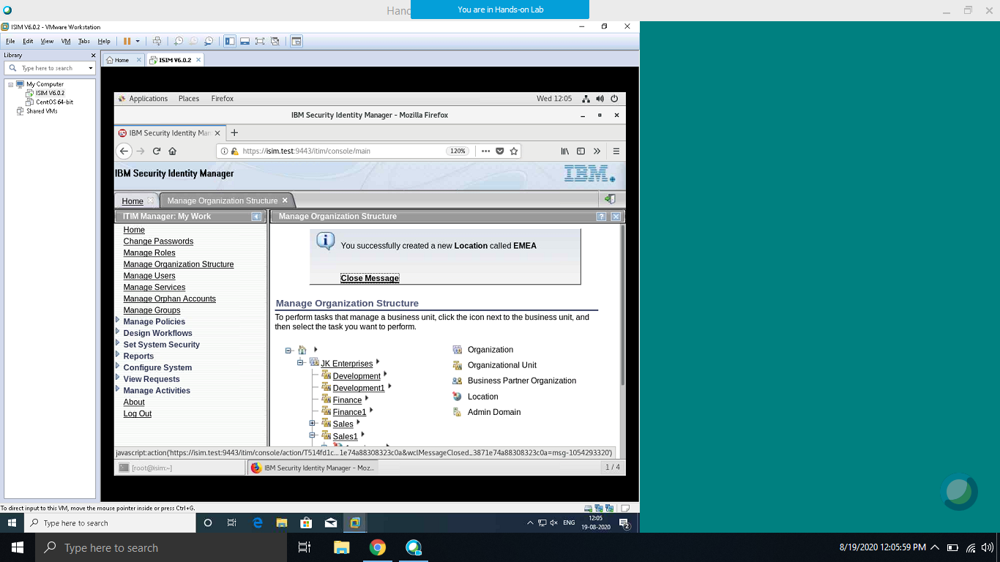 Hand
You are in Hands-on Lab
ISIM V6.0.2 - VMware Workstation
File Edit View VM Tabs Help
Library
Type here to search
My Computer
ISIM V6.0.2
CentOS 64-bit
Shared VMs
Home
ISIM V6.0.2
Applications Places Firefox
Wed 12:05
IBM Security Identity Manager - Mozilla Firefox
IBM Security Identity Man
https://isim.test:9443/itim/console/main
120%
IBM Security Identity Manager
IBM.
Home
Manage Organization Structure
ITIM Manager: My Work
Home
Change Passwords
Manage Roles
Manage Organization Structure
Manage Users
Manage Services
Manage Orphan Accounts
Manage Groups
Manage Policies
Design Workflows
Set System Security
Reports
Configure System
View Requests
Manage Activities
About
Log Out
Manage Organization Structure
?
You successfully created a new Location called EMEA
Close Message
Manage Organization Structure
To perform tasks that manage a business unit, click the icon next to the business unit, and
then select the task you want to perform.
JK Enterprises
Development
Development1
Finance
Finance1
Sales
Sales1
Organization
Organizational Unit
Business Partner Organization
Location
Admin Domain
javascript:action('https://isim.test:9443/itim/console/action/T514fd1c...1e74a88308323c0a&wclMessageClosed_3871e74a88308323c0a=msg-1054293320')
[root@isim:~]
IBM Security Identity Manager - Moz...
1 / 4
To direct input to this VM, move the mouse pointer inside or press Ctrl+G.
Type here to search
ENG
12:05
19-08-2020
2
Type here to search
8/19/2020 12:05:59 PM